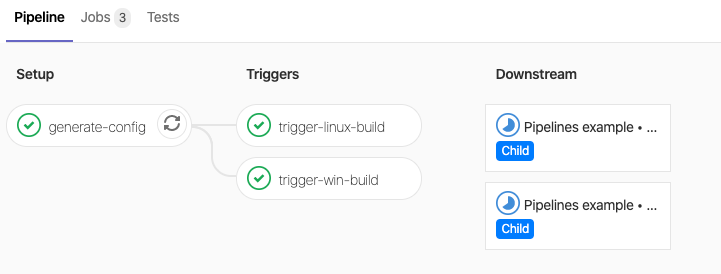 Pipeline Jobs 3 Tests
Setup Triggers Downstream
generate-config trigger-linux-build Pipelines example • ...
Child
trigger-win-build
Pipelines example • ...
Child